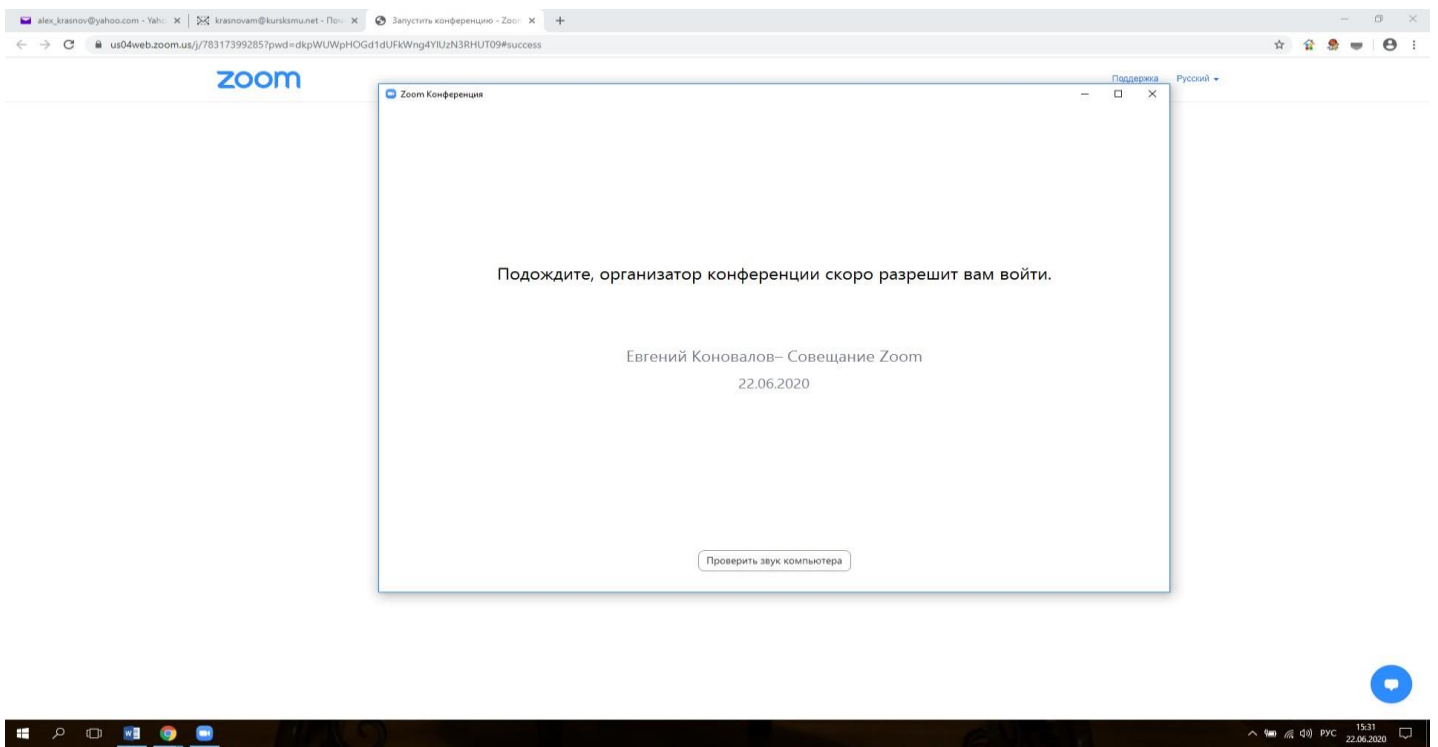 alex_krasnov@yahoo.com - Yaho
krasnovam@kursksmu.net - Поч
Запустить конференцию - Zoom
us04web.zoom.us/j/78317399285?pwd=dkpWUWpHOGd1dUFkWng4YlUzN3RHUT09#success
zoom
Поддержка
Русский
Zoom Конференция
Подождите, организатор конференции скоро разрешит вам войти.
Евгений Коновалов– Совещание Zoom
22.06.2020
Проверить звук компьютера
РУС
15:31
22.06.2020